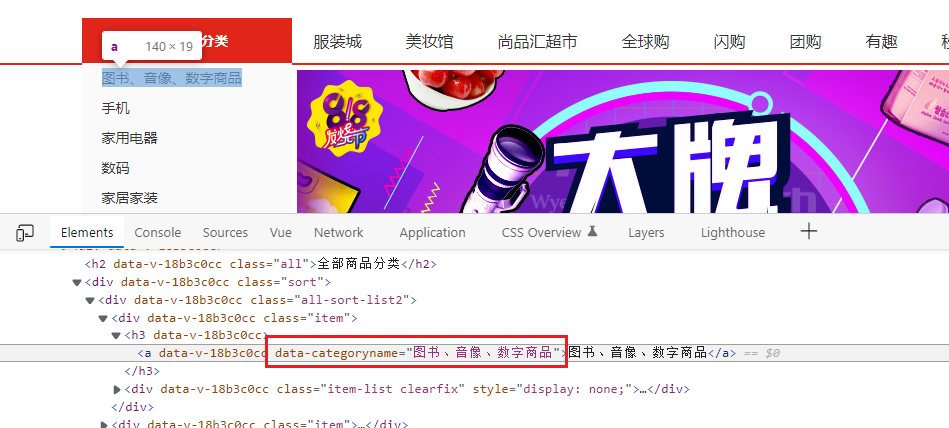 a 140 × 19
分类
服装城 美妆馆 尚品汇超市 全球购 闪购 团购 有趣
图书、音像、数字商品
手机
家用电器
数码
家居家装
818
发烧节
大牌
Wye
Elements Console Sources Vue Network Application CSS Overview Layers Lighthouse
<h2 data-v-18b3c0cc class="all">全部商品分类</h2>
▼<div data-v-18b3c0cc class="sort">
▼<div data-v-18b3c0cc class="all-sort-list2">
▼<div data-v-18b3c0cc class="item">
▼<h3 data-v-18b3c0cc>
<a data-v-18b3c0cc data-categoryname="图书、音像、数字商品">图书、音像、数字商品</a> == $0
</h3>
▶<div data-v-18b3c0cc class="item-list clearfix" style="display: none;">…</div>
</div>
▶<div data-v-18b3c0cc class="item">…</div>